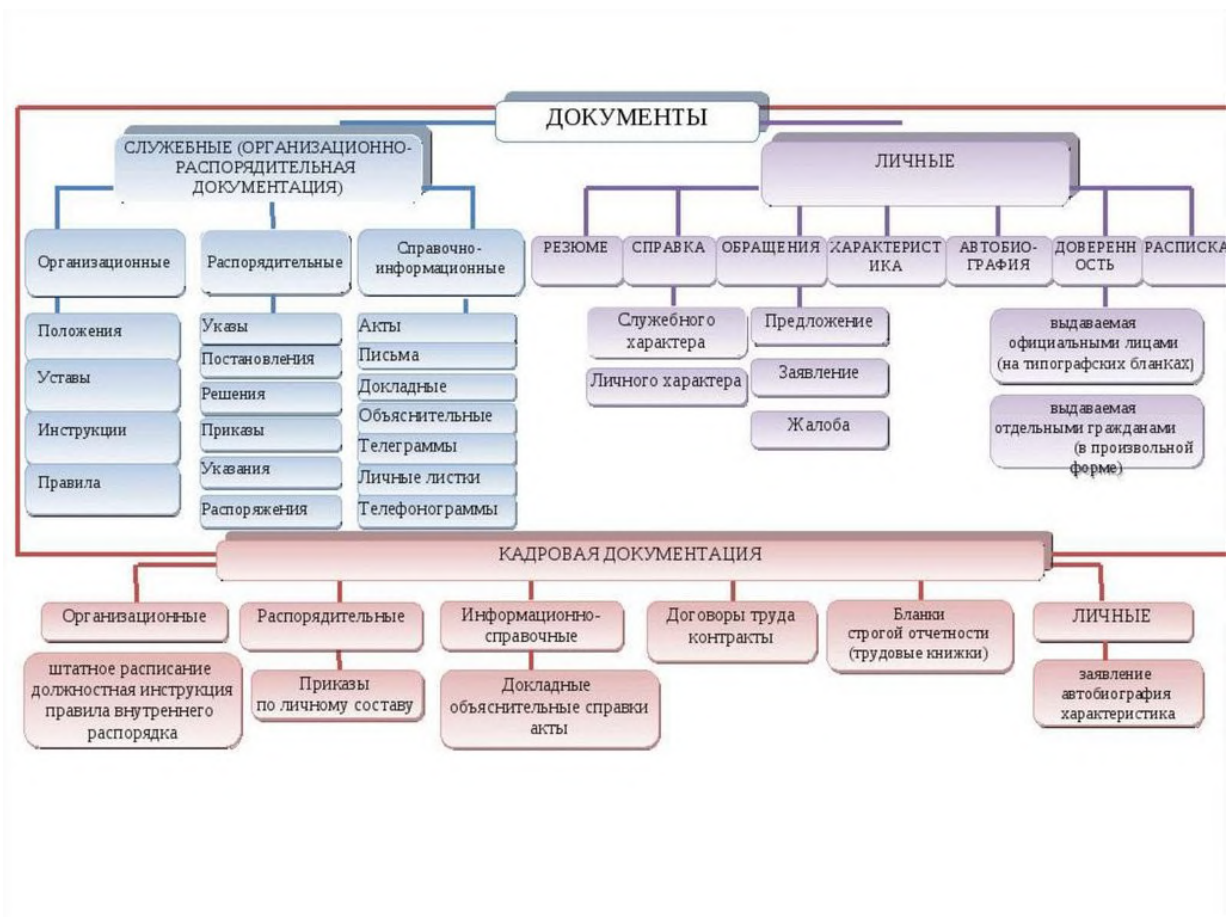 ДОКУМЕНТЫ
СЛУЖЕБНЫЕ (ОРГАНИЗАЦИОННО-
РАСПОРЯДИТЕЛЬНАЯ
ДОКУМЕНТАЦИЯ)
Организационные
Положения
Уставы
Инструкции
Правила
Распорядительные
Указы
Постановления
Решения
Приказы
Указания
Распоряжения
Справочно-
информационные
Акты
Письма
Докладные
Объяснительные
Телеграммы
Личные листки
Телефонограммы
ЛИЧНЫЕ
РЕЗЮМЕ
СПРАВКА
Служебного
характера
Личного характера
ОБРАЩЕНИЯ
Предложение
Заявление
Жалоба
ХАРАКТЕРИСТ
ИКА
АВТОБИО-
ГРАФИЯ
ДОВЕРЕНН
ОСТЬ
выдаваемая
официальными лицами
(на типографских бланках)
выдаваемая
отдельными гражданами
(в произвольной
форме)
РАСПИСКА
КАДРОВАЯ ДОКУМЕНТАЦИЯ
Организационные
штатное расписание
должностная инструкция
правила внутреннего
распорядка
Распорядительные
Приказы
по личному составу
Информационно-
справочные
Докладные
объяснительные справки
акты
Договоры труда
контракты
Бланки
строгой отчетности
(трудовые книжки)
ЛИЧНЫЕ
заявление
автобиография
характеристика